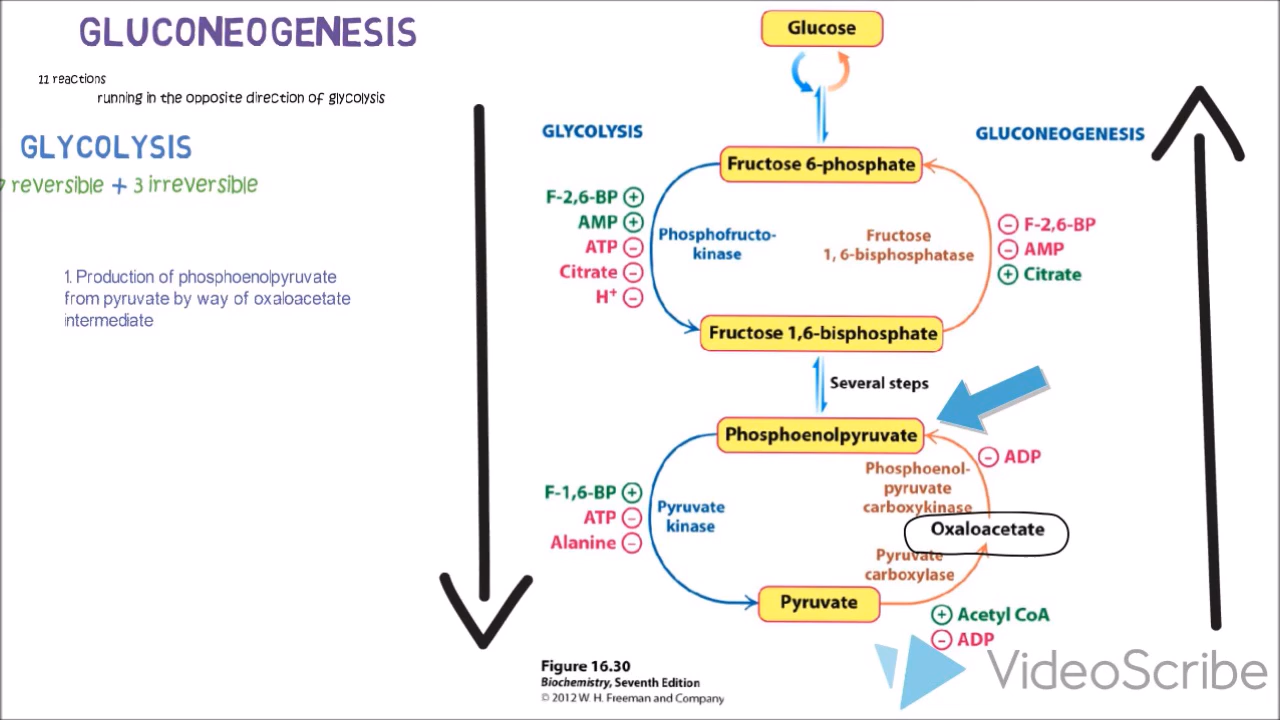 GLUCONEOGENESIS
11 reactions
running in the opposite direction of glycolysis
GLYCOLYSIS
7 reversible + 3 irreversible
1. Production of phosphoenolpyruvate
from pyruvate by way of oxaloacetate
intermediate
Glucose
GLYCOLYSIS
GLUCONEOGENESIS
Fructose 6-phosphate
F-2,6-BP +
AMP +
ATP -
Citrate -
H⁺ -
Phosphofructo-
kinase
Fructose
1, 6-bisphosphatase
- F-2,6-BP
- AMP
+ Citrate
Fructose 1,6-bisphosphate
Several steps
Phosphoenolpyruvate
- ADP
Phosphoenol-
pyruvate
carboxykinase
F-1,6-BP +
ATP -
Alanine -
Pyruvate
kinase
Oxaloacetate
Pyruvate
carboxylase
Pyruvate
+ Acetyl CoA
- ADP
Figure 16.30
Biochemistry, Seventh Edition
© 2012 W. H. Freeman and Company
VideoScribe